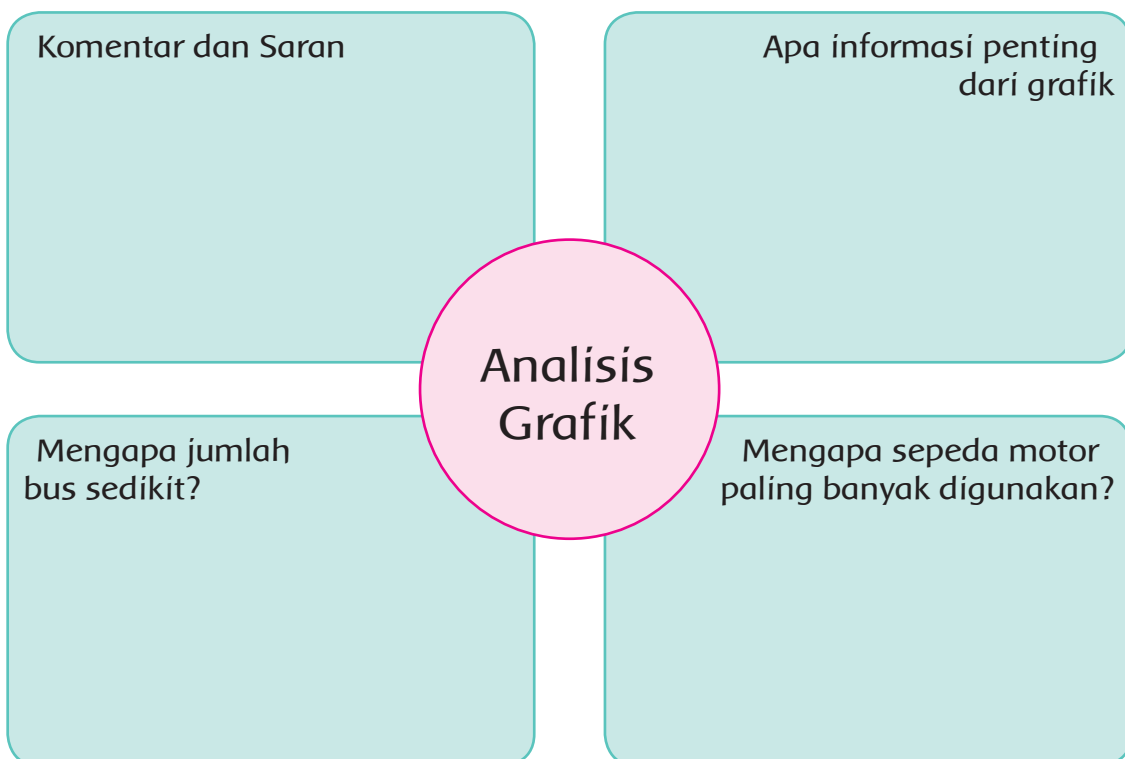 Komentar dan Saran
Apa informasi penting
dari grafik
Analisis
Grafik
Mengapa jumlah
bus sedikit?
Mengapa sepeda motor
paling banyak digunakan?